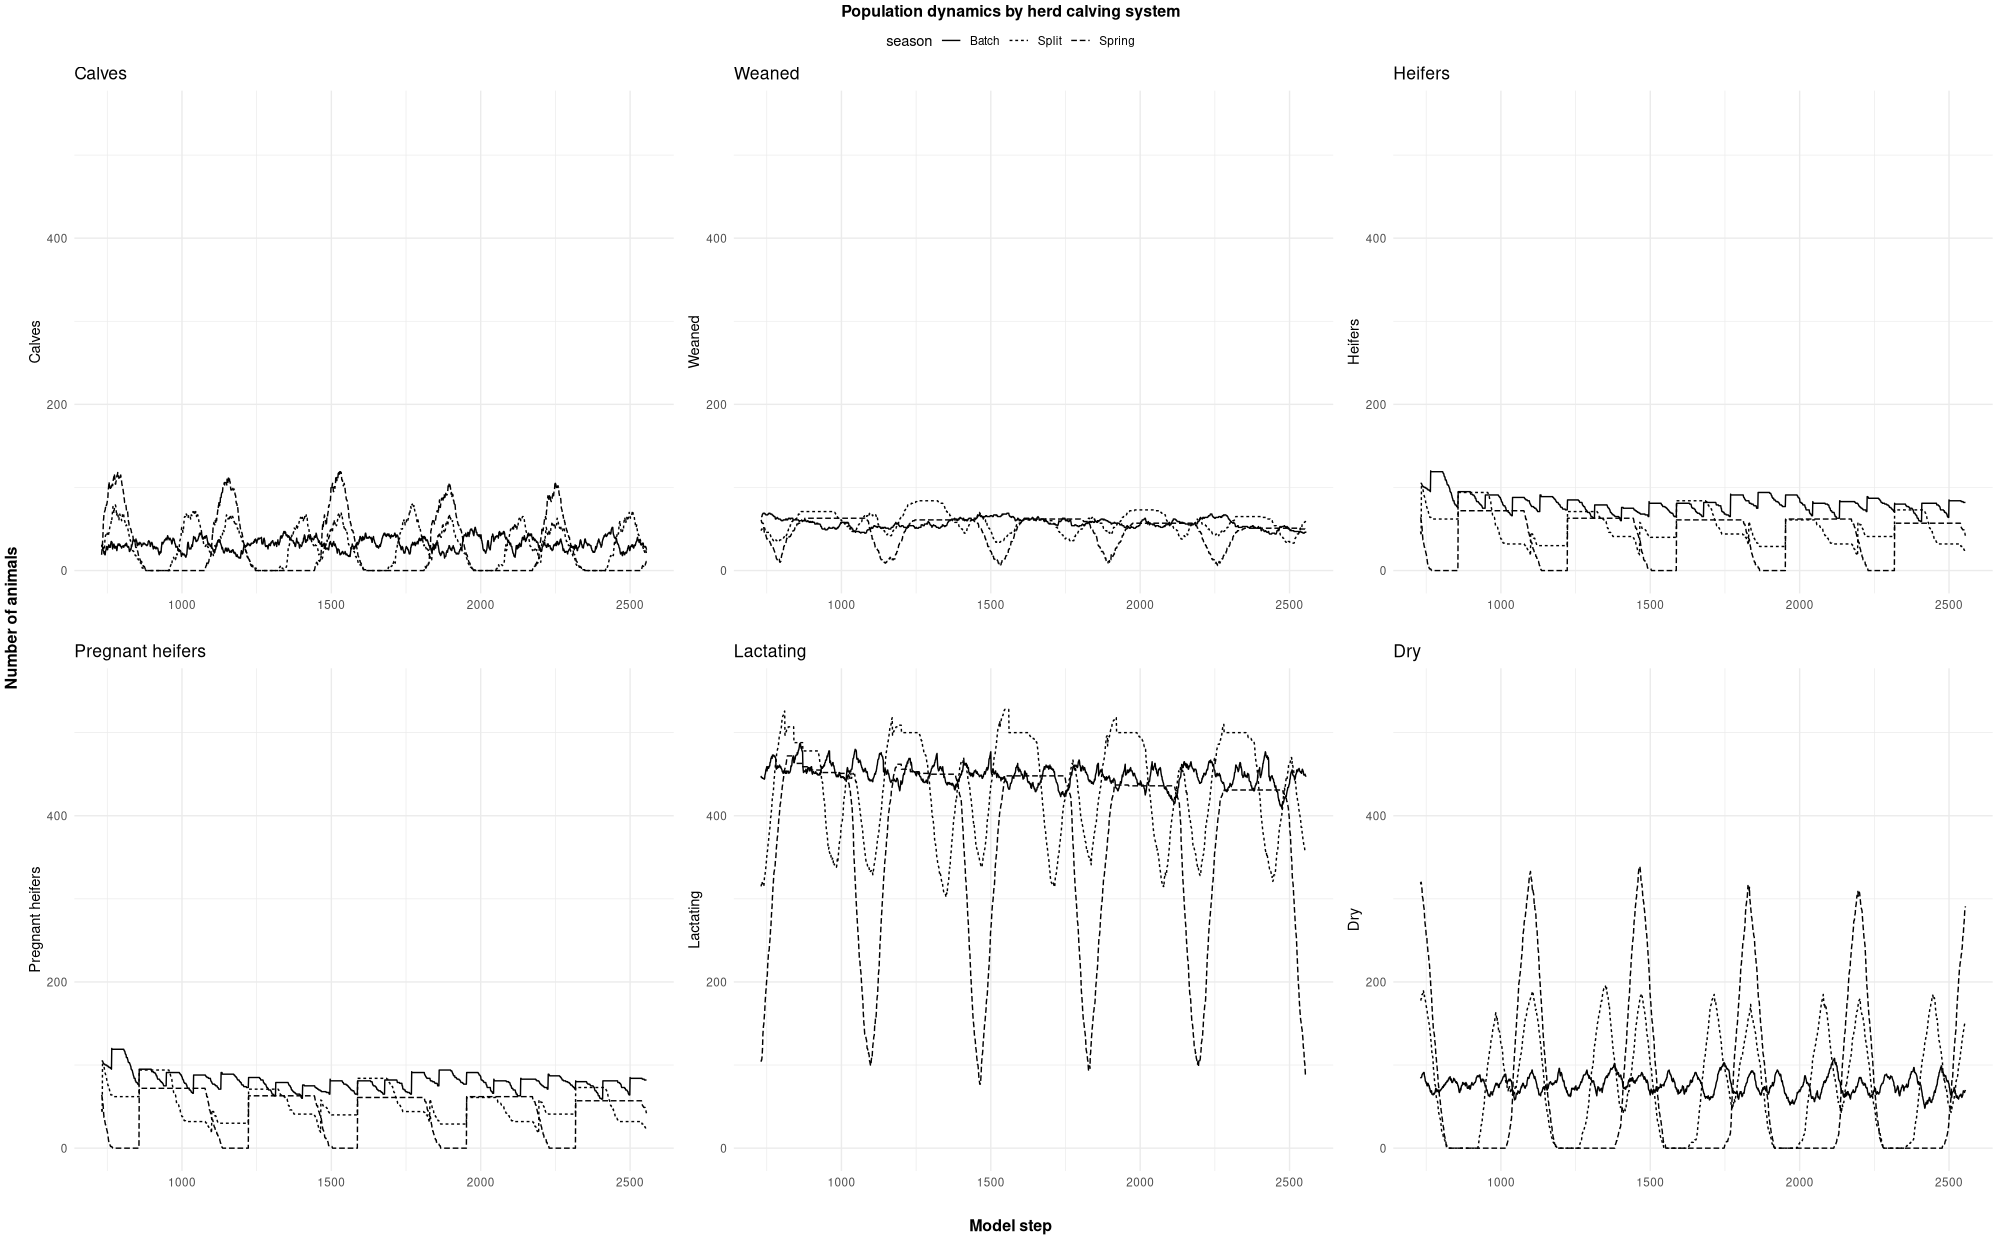 Population dynamics by herd calving system
season Batch Split Spring
Calves
Calves
400
200
0
1000 1500 2000 2500
Weaned
Weaned
400
200
0
1000 1500 2000 2500
Heifers
Heifers
400
200
0
1000 1500 2000 2500
Number of animals
Pregnant heifers
Pregnant heifers
400
200
0
1000 1500 2000 2500
Lactating
Lactating
400
200
0
1000 1500 2000 2500
Dry
Dry
400
200
0
1000 1500 2000 2500
Model step